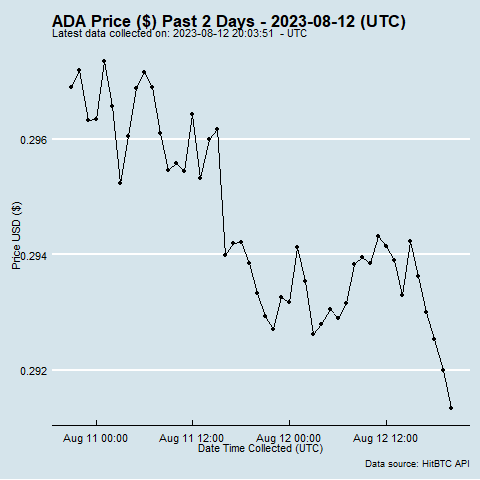 ADA Price ($) Past 2 Days - 2023-08-12 (UTC)
Latest data collected on: 2023-08-12 20:03:51 - UTC
0.296
0.294
0.292
Price USD ($)
Aug 11 00:00 Aug 11 12:00 Aug 12 00:00 Aug 12 12:00
Date Time Collected (UTC)
Data source: HitBTC API